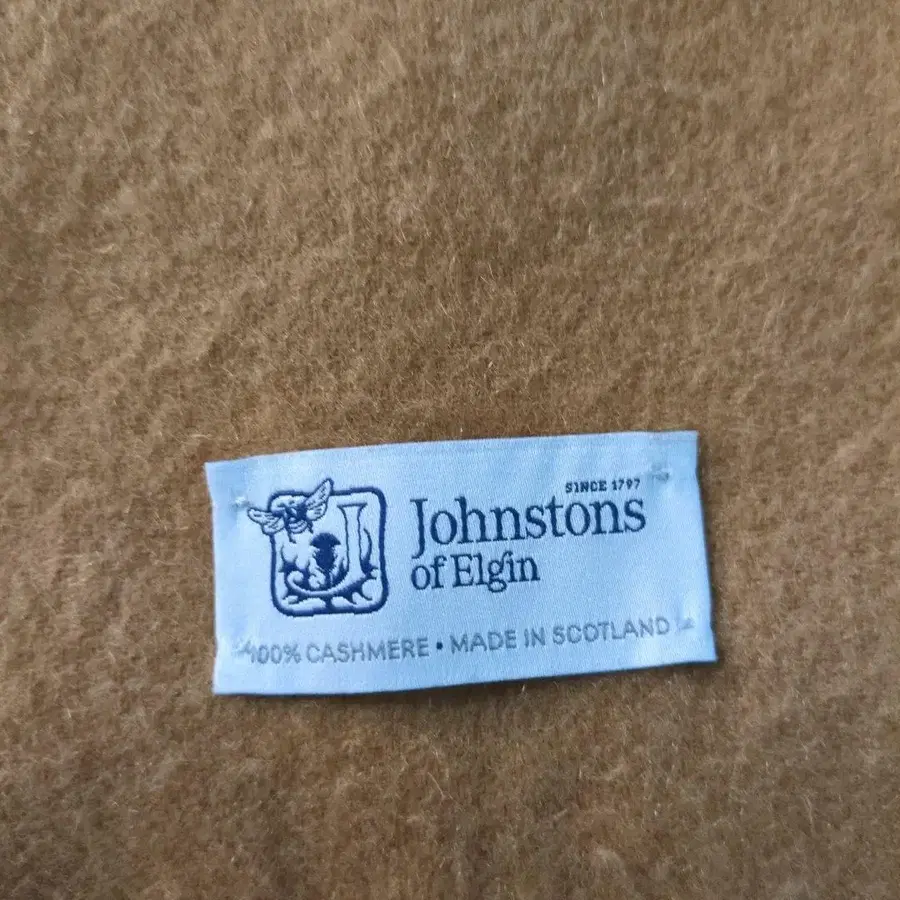 SINCE 1797
Johnstons
of Elgin
100% CASHMERE • MADE IN SCOTLAND